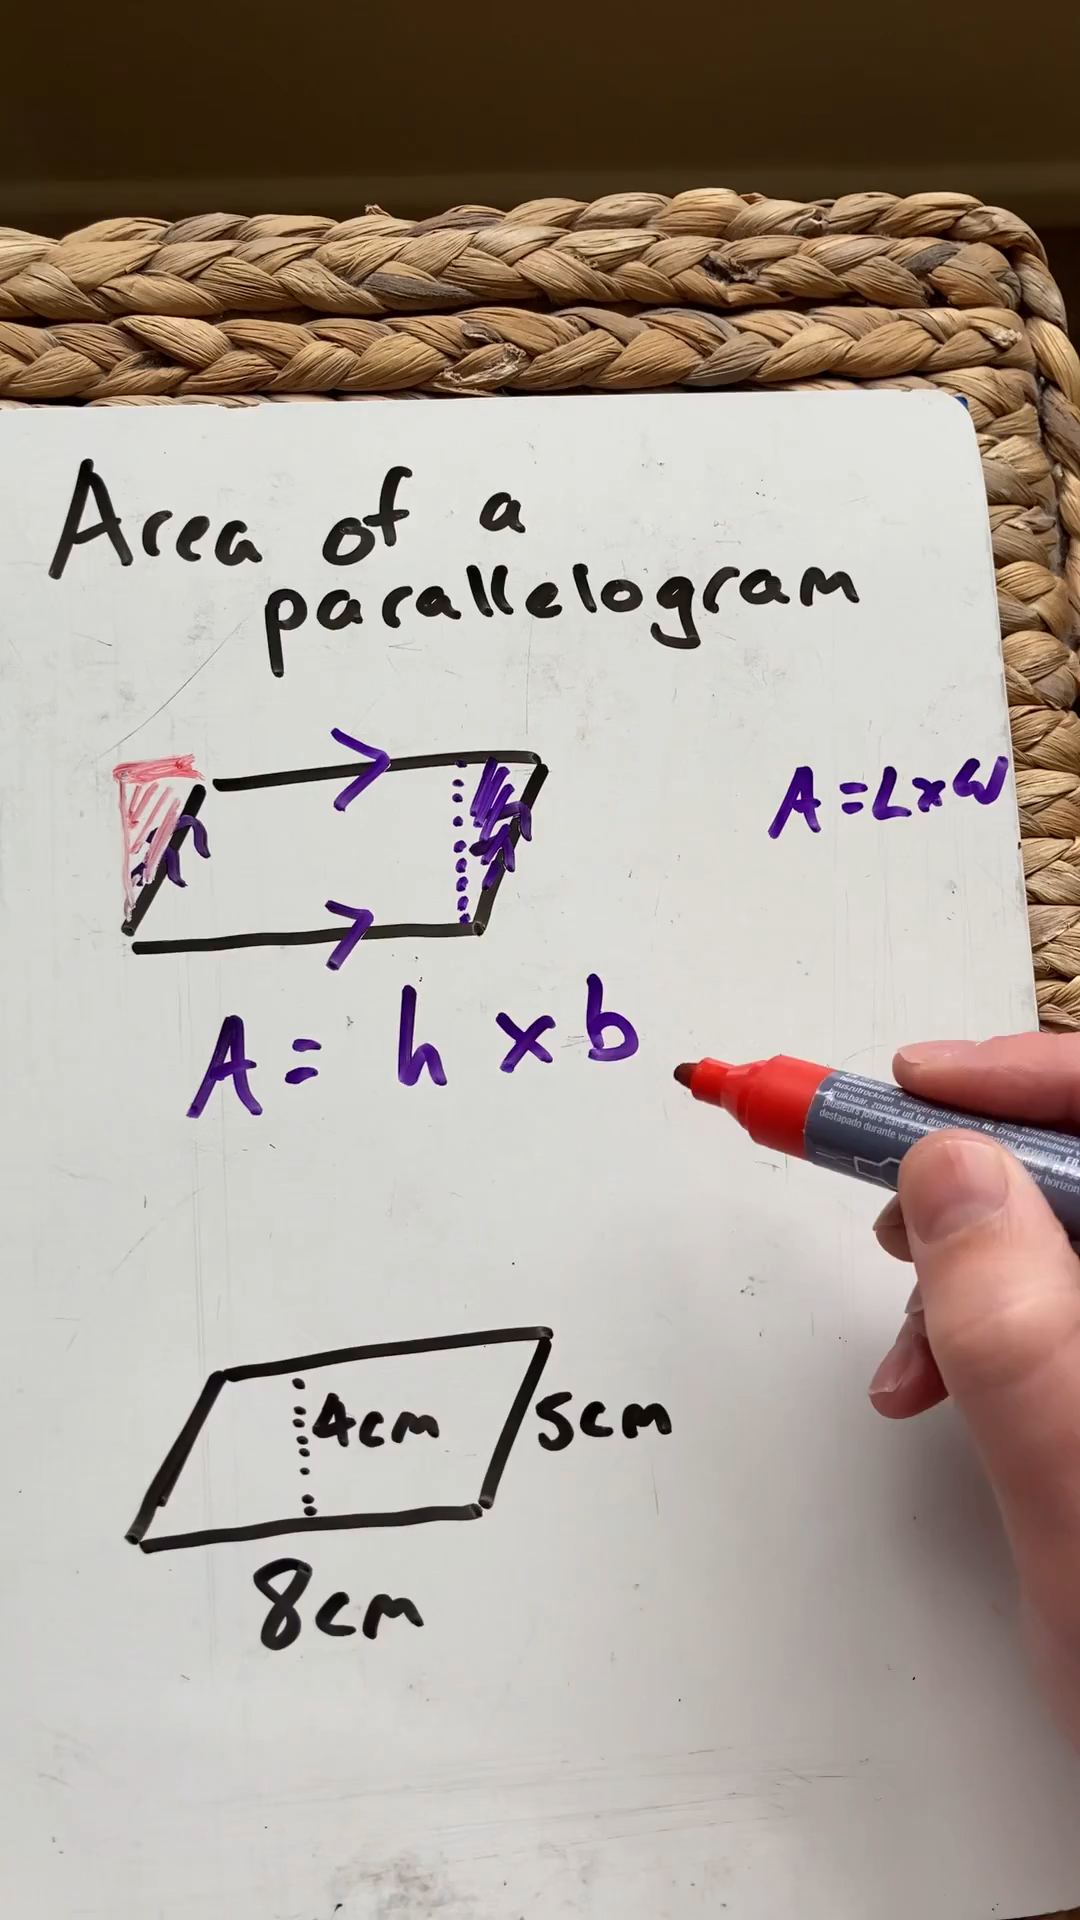 Area of a
parallelogram
A = L x W
A = h x b
4cm
5cm
8cm